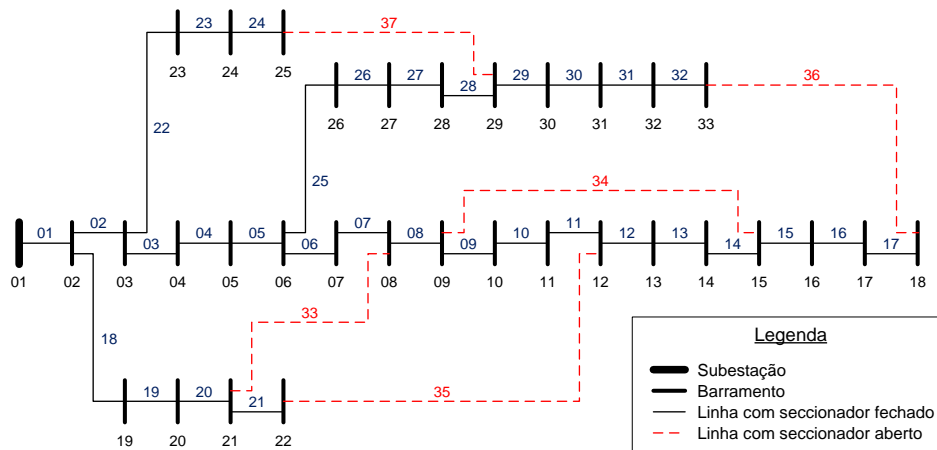 23 24 37
23 24 25
26 27 28 29 30 31 32 36
26 27 28 29 30 31 32 33
22
25
34
01 02 03 04 05 06 07 08 09 10 11 12 13 14 15 16 17
01 02 03 04 05 06 07 08 09 10 11 12 13 14 15 16 17 18
33
18
19 20 21 35
19 20 21 22
Legenda
Subestação
Barramento
Linha com seccionador fechado
Linha com seccionador aberto